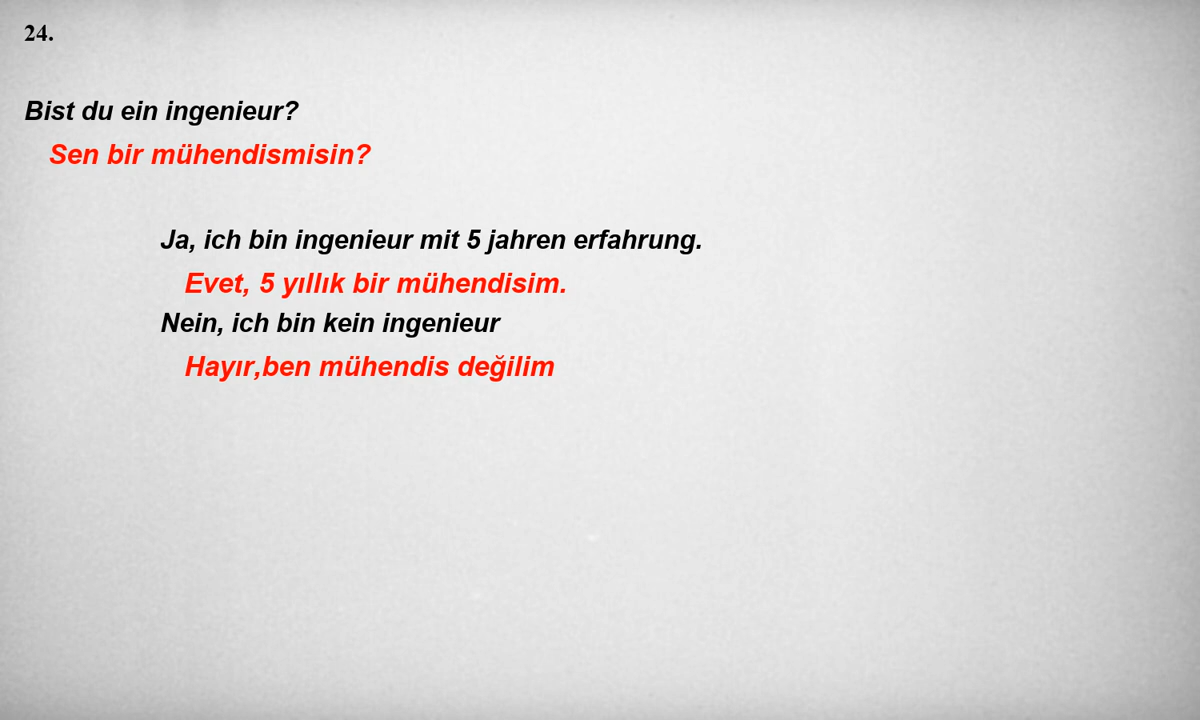 24.
Bist du ein ingenieur?
Sen bir mühendismisin?
Ja, ich bin ingenieur mit 5 jahren erfahrung.
Evet, 5 yıllık bir mühendisim.
Nein, ich bin kein ingenieur
Hayır,ben mühendis değilim